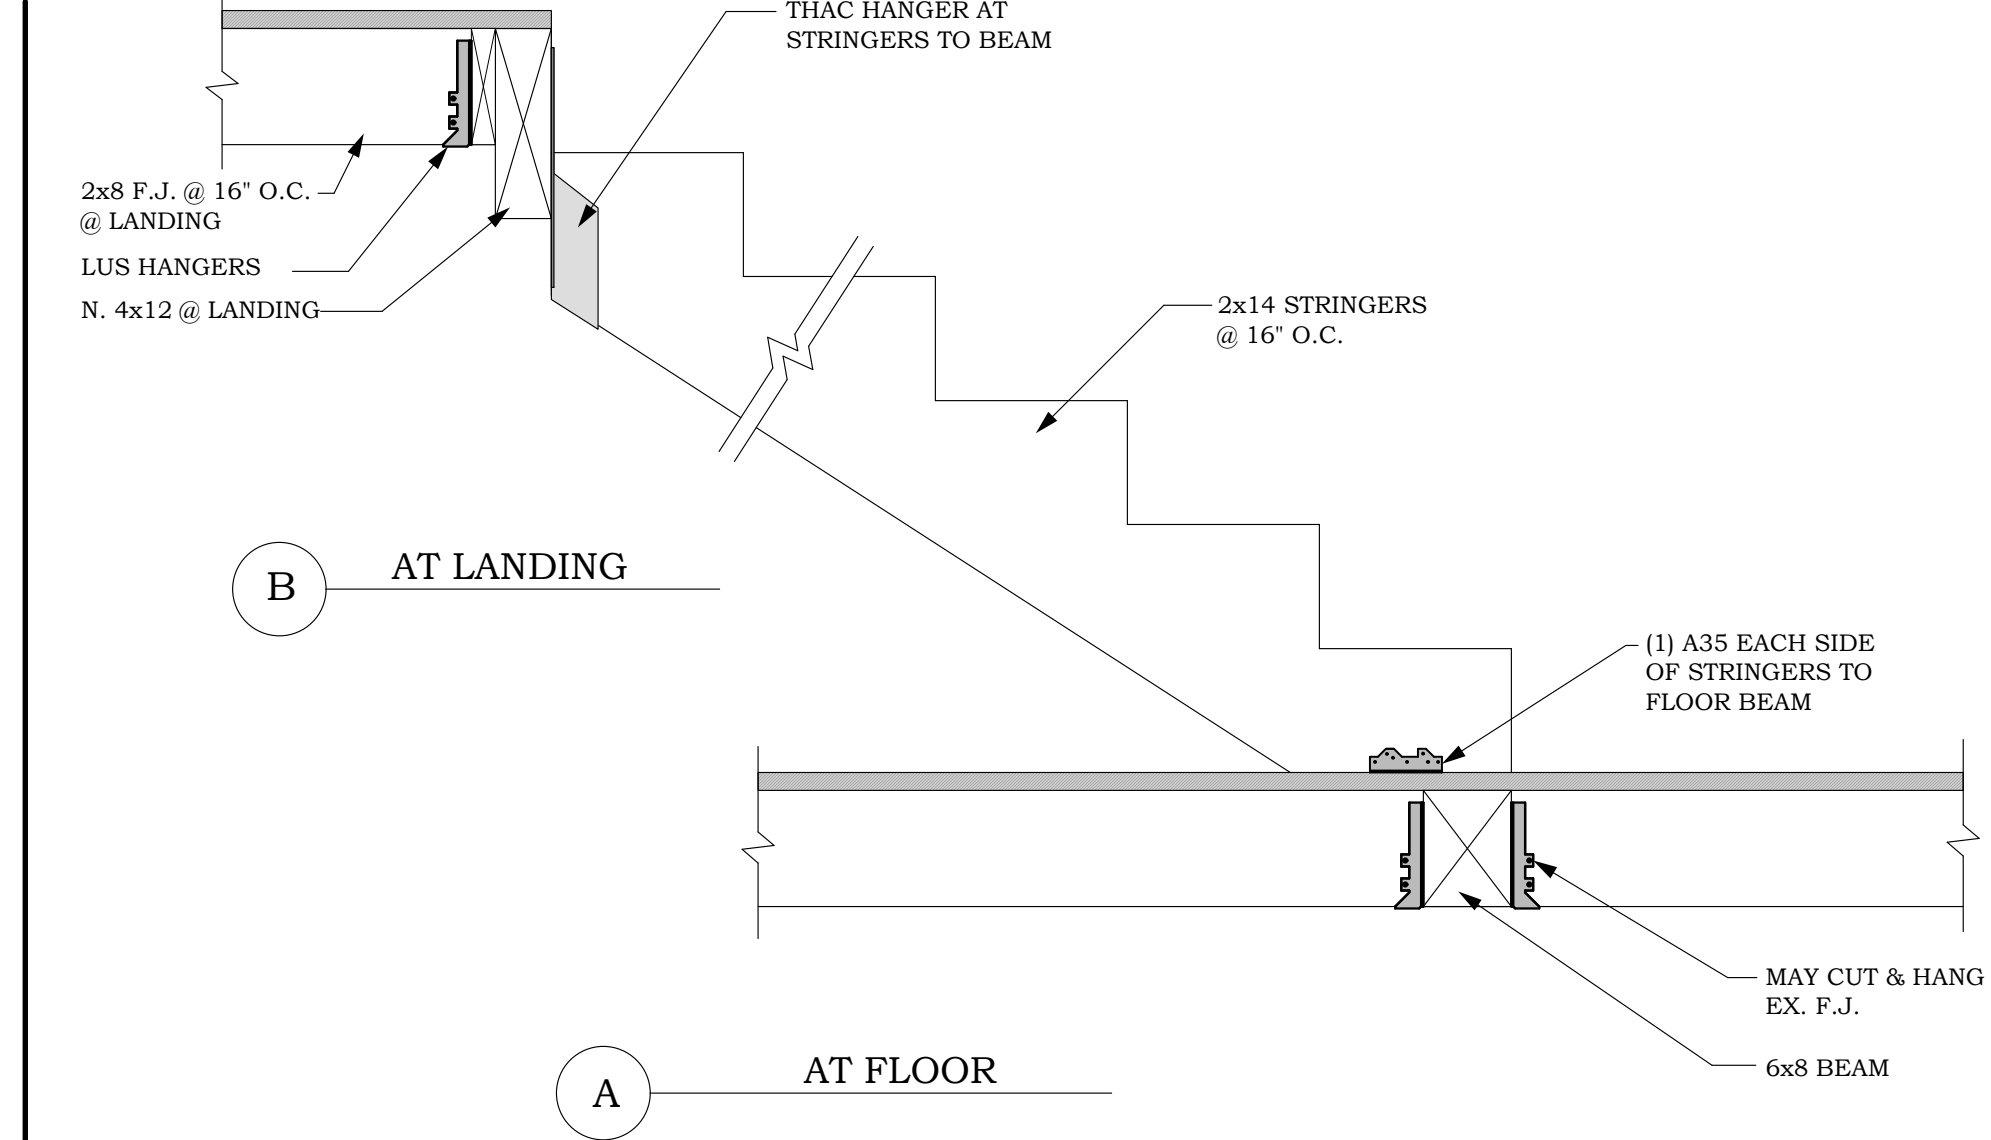 THAC HANGER AT
STRINGERS TO BEAM
2x8 F.J. @ 16" O.C.
@ LANDING
LUS HANGERS
N. 4x12 @ LANDING
2x14 STRINGERS
@ 16" O.C.
B
AT LANDING
(1) A35 EACH SIDE
OF STRINGERS TO
FLOOR BEAM
MAY CUT & HANG
EX. F.J.
6x8 BEAM
A
AT FLOOR